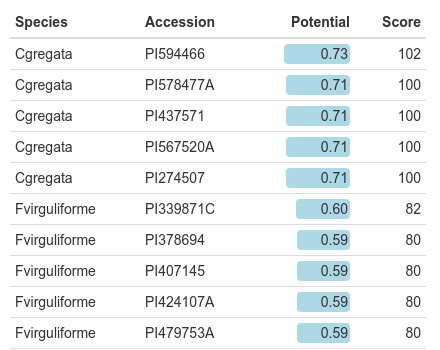 Species Accession Potential Score
Cgregata PI594466 0.73 102
Cgregata PI578477A 0.71 100
Cgregata PI437571 0.71 100
Cgregata PI567520A 0.71 100
Cgregata PI274507 0.71 100
Fvirguliforme PI339871C 0.60 82
Fvirguliforme PI378694 0.59 80
Fvirguliforme PI407145 0.59 80
Fvirguliforme PI424107A 0.59 80
Fvirguliforme PI479753A 0.59 80